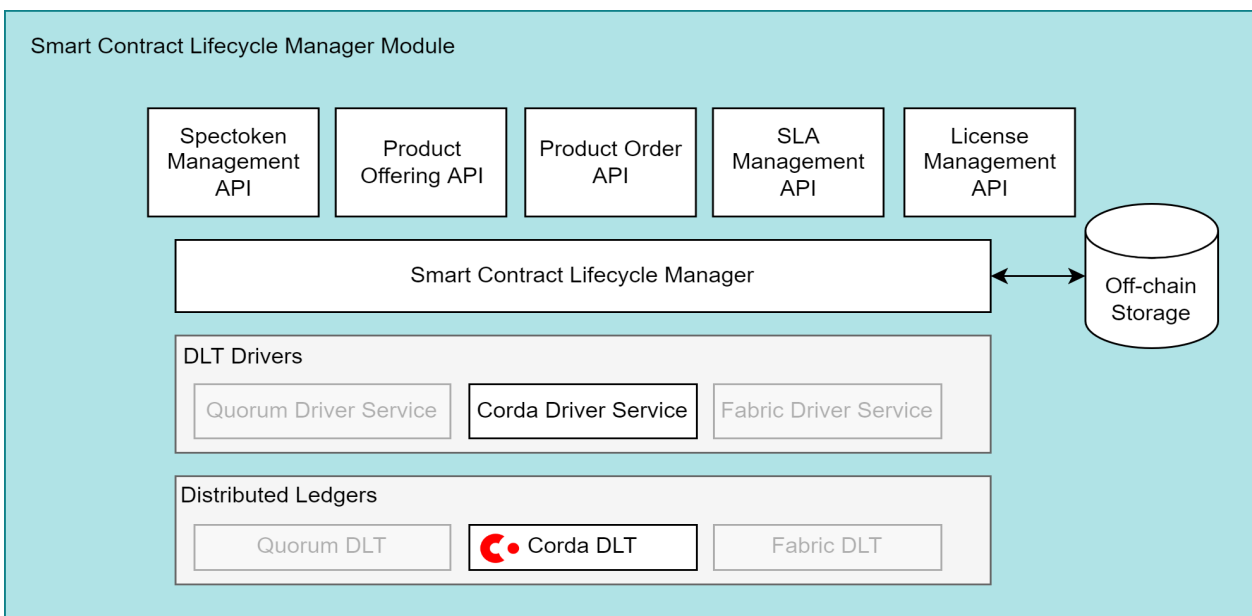 Smart Contract Lifecycle Manager Module
Spectoken
Management
API
Product
Offering API
Product Order
API
SLA
Management
API
License
Management
API
Smart Contract Lifecycle Manager
Off-chain
Storage
DLT Drivers
Quorum Driver Service
Corda Driver Service
Fabric Driver Service
Distributed Ledgers
Quorum DLT
Corda DLT
Fabric DLT